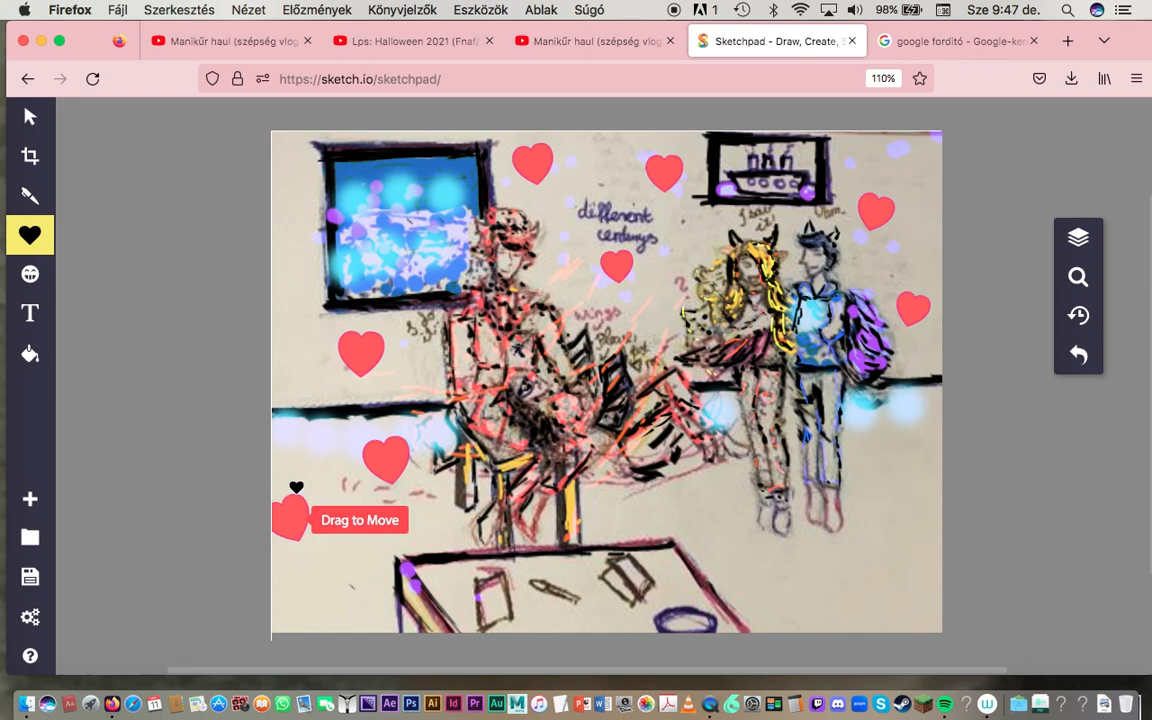 Firefox Fájl Szerkesztés Nézet Előzmények Könyvjelzők Eszközök Ablak Súgó 1 98% Sze 9:47 de.
Manikűr haul (szépség vlog
Lps: Halloween 2021 (Fnaf/
Manikűr haul (szépség vlog
Sketchpad - Draw, Create, S
google forditó - Google-ker
https://sketch.io/sketchpad/
110%
different
wings
Drag to Move
T